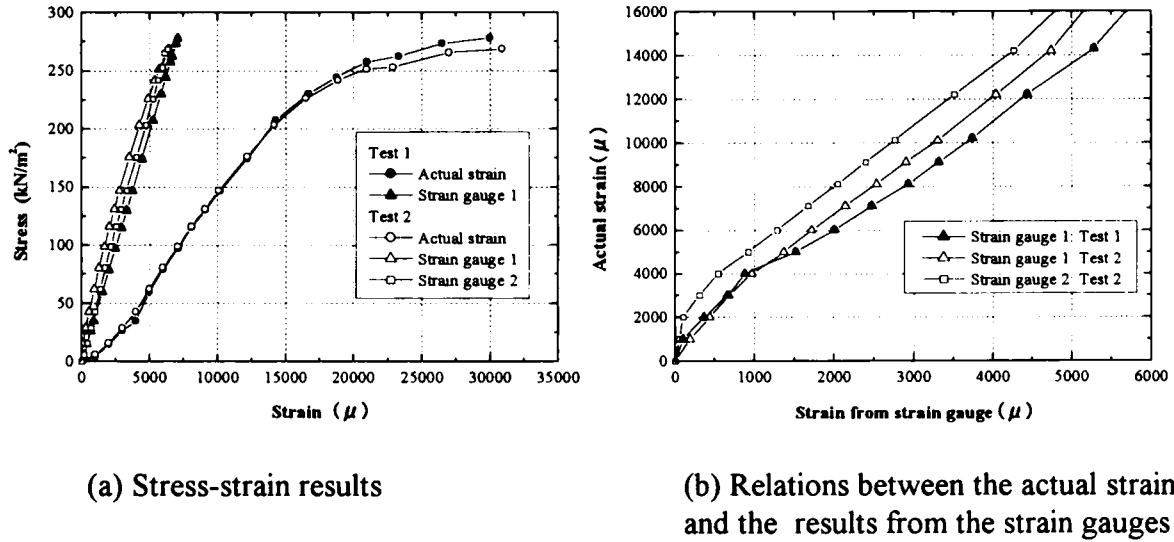 300
250
200
150
100
50
0
Stress (kN/m²)
0 5000 10000 15000 20000 25000 30000 35000
Strain (μ)
Test 1
Actual strain
Strain gauge 1
Test 2
Actual strain
Strain gauge 1
Strain gauge 2
16000
14000
12000
10000
8000
6000
4000
2000
0
Actual strain(μ)
0 1000 2000 3000 4000 5000 6000
Strain from strain gauge(μ)
Strain gauge 1: Test 1
Strain gauge 1 Test 2
Strain gauge 2: Test 2
(a) Stress-strain results
(b) Relations between the actual strain
and the results from the strain gauges